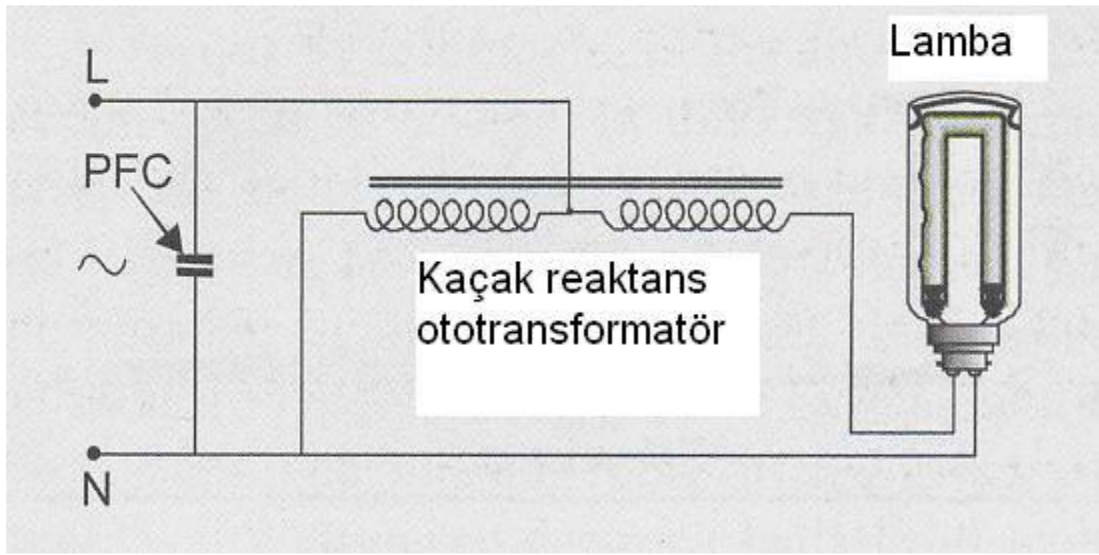 Lamba
L
PFC
Kaçak reaktans
ototransformatör
N